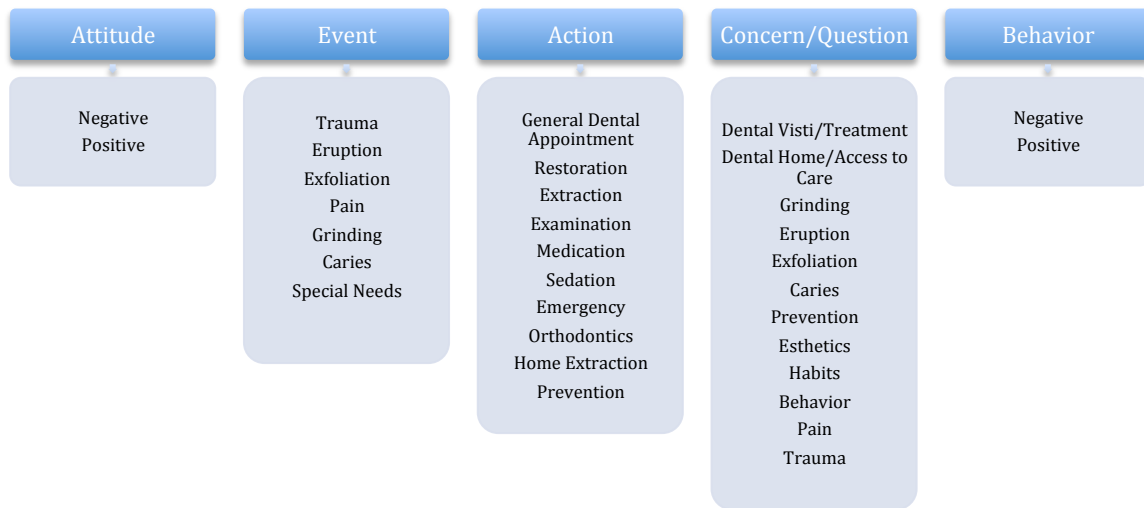 Attitude
Negative
Positive
Event
Trauma
Eruption
Exfoliation
Pain
Grinding
Caries
Special Needs
Action
General Dental
Appointment
Restoration
Extraction
Examination
Medication
Sedation
Emergency
Orthodontics
Home Extraction
Prevention
Concern/Question
Dental Visti/Treatment
Dental Home/Access to
Care
Grinding
Eruption
Exfoliation
Caries
Prevention
Esthetics
Habits
Behavior
Pain
Trauma
Behavior
Negative
Positive